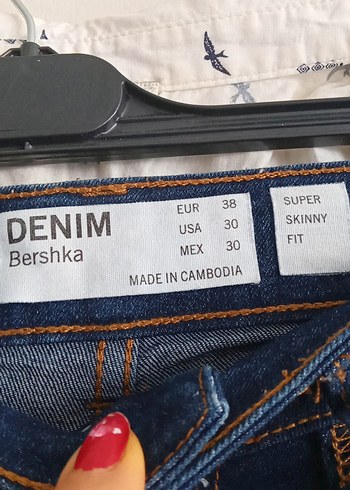 DENIM
Bershka
EUR 38
USA 30
MEX 30
MADE IN CAMBODIA
SUPER
SKINNY
FIT